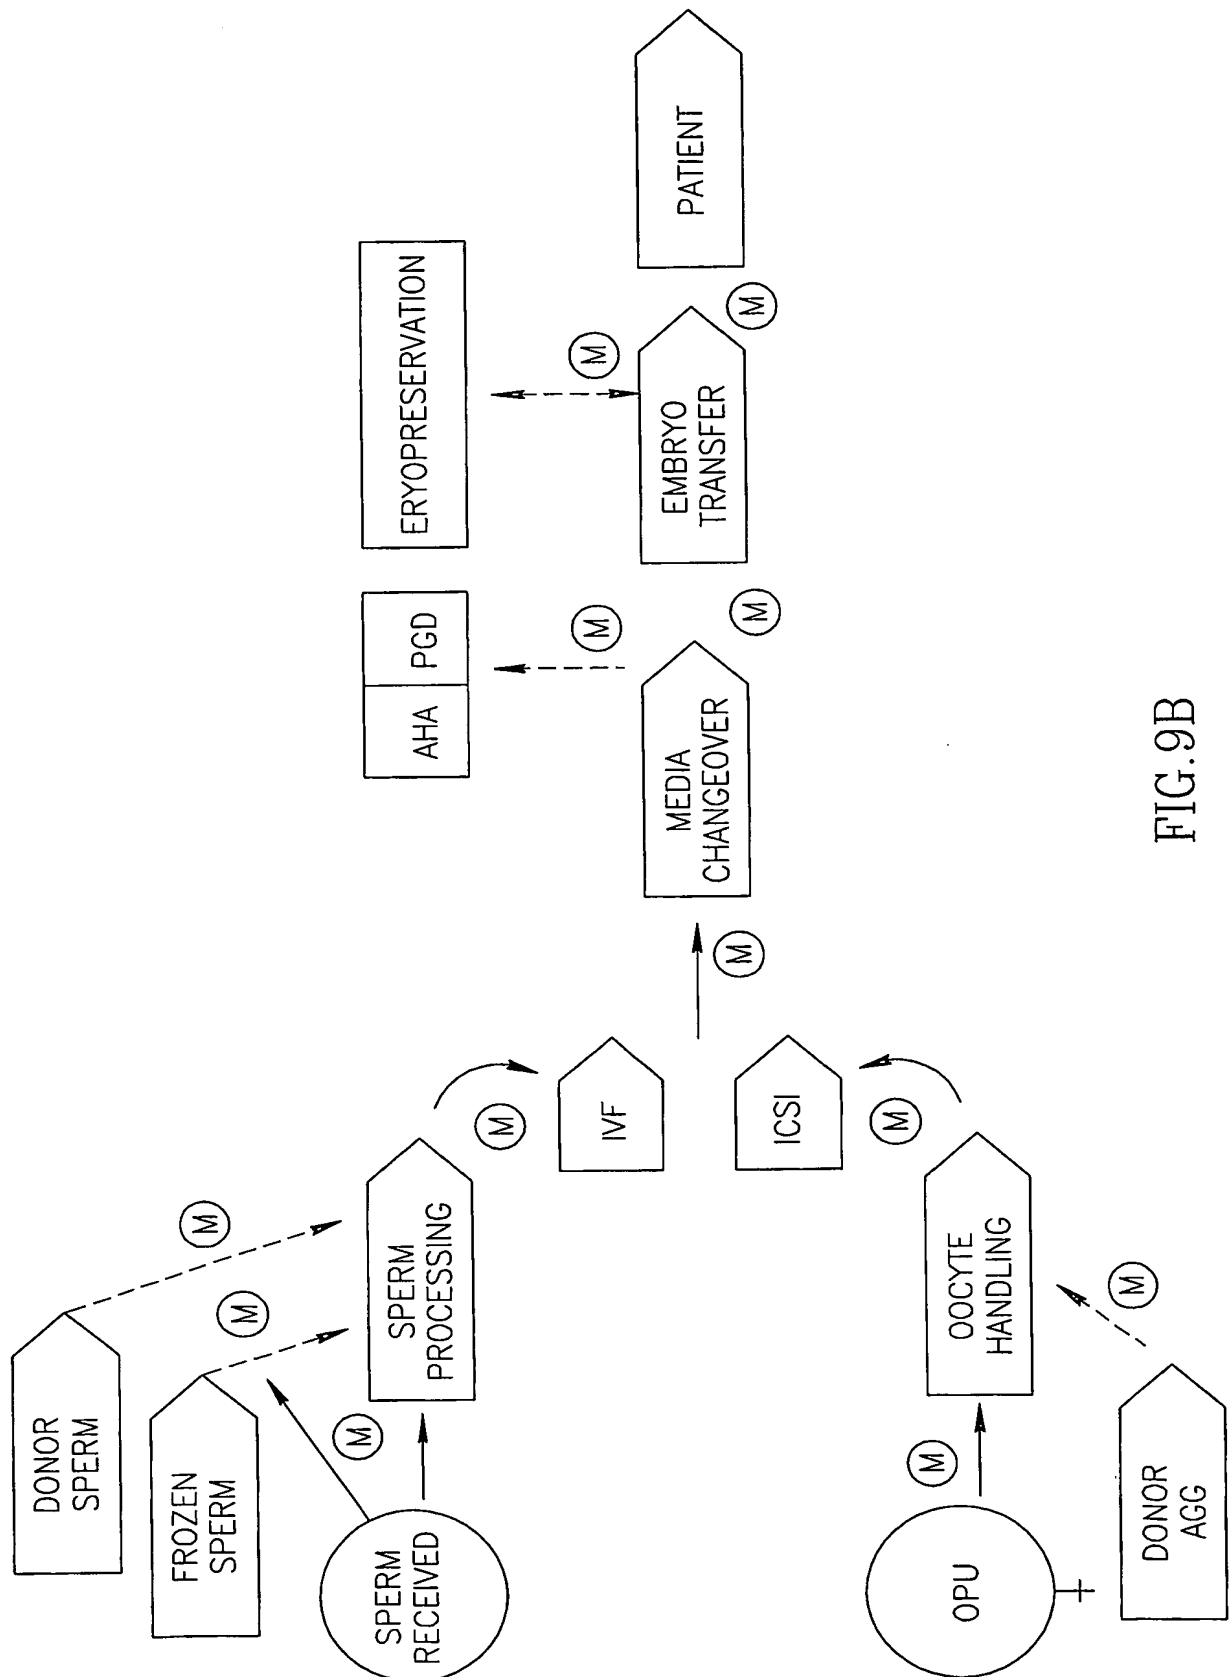 DONOR
SPERM
M
FROZEN
SPERM
M
SPERM
RECEIVED
M
SPERM
PROCESSING
M
AHA
PGD
ERYOPRESERVATION
IVF
M
M
ICSI
M
MEDIA
CHANGEOVER
M
EMBRYO
TRANSFER
M
PATIENT
M
OPU
M
OOCYTE
HANDLING
DONOR
AGG
M
FIG.9B